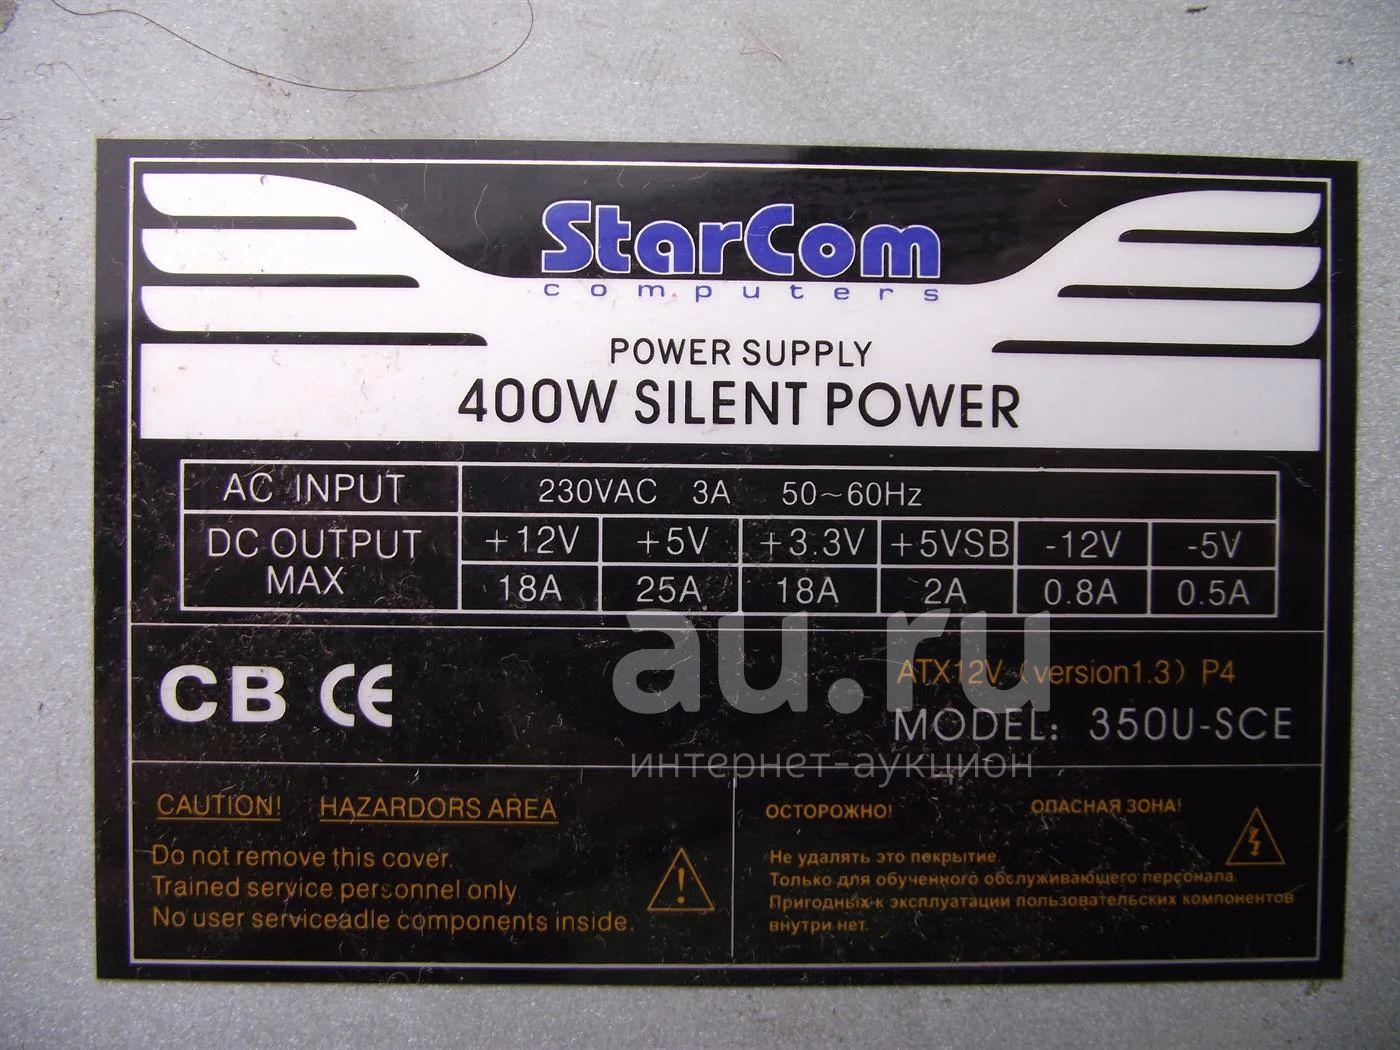 StarCom
computers
POWER SUPPLY
400W SILENT POWER
AC INPUT 230VAC 3A 50~60Hz
DC OUTPUT MAX +12V +5V +3.3V +5VSB -12V -5V
18A 25A 18A 2A 0.8A 0.5A
au.ru
интернет-аукцион
CB CE
ATX12V (version1.3) P4
MODEL: 350U-SCE
CAUTION! HAZARDORS AREA
Do not remove this cover.
Trained service personnel only
No user serviceadle components inside.
ОСТОРОЖНО! ОПАСНАЯ ЗОНА!
Не удалять это покрытие.
Только для обученного обслуживающего персонала.
Пригодных к эксплуатации пользовательских компонентов
внутри нет.